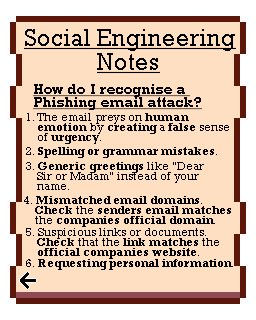 Social Engineering
Notes
How do I recognise a
Phishing email attack?
1. The email preys on human
emotion by creating a false sense
of urgency.
2. Spelling or grammar mistakes.
3. Generic greetings like "Dear
Sir or Madam" instead of your
name.
4. Mismatched email domains.
Check the senders email matches
the companies official domain.
5. Suspicious links or documents.
Check that the link matches the
official companies website.
6. Requesting personal information.